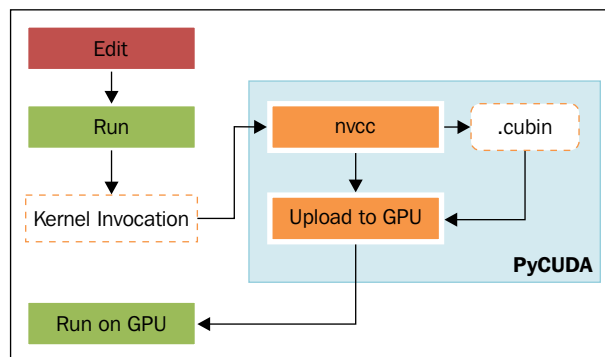 Edit
Run
nvcc
.cubin
Kernel Invocation
Upload to GPU
PyCUDA
Run on GPU